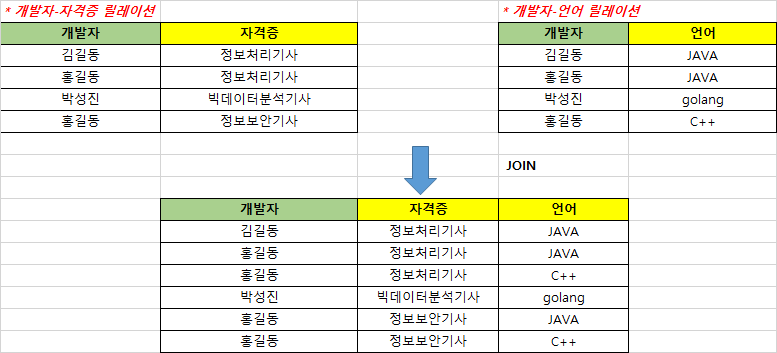 * 개발자-자격증 릴레이션 * 개발자-언어 릴레이션
개발자 자격증 개발자 언어
김길동 정보처리기사 김길동 JAVA
홍길동 정보처리기사 홍길동 JAVA
박성진 빅데이터분석기사 박성진 golang
홍길동 정보보안기사 홍길동 C++
JOIN
개발자 자격증 언어
김길동 정보처리기사 JAVA
홍길동 정보처리기사 JAVA
홍길동 정보처리기사 C++
박성진 빅데이터분석기사 golang
홍길동 정보보안기사 JAVA
홍길동 정보보안기사 C++